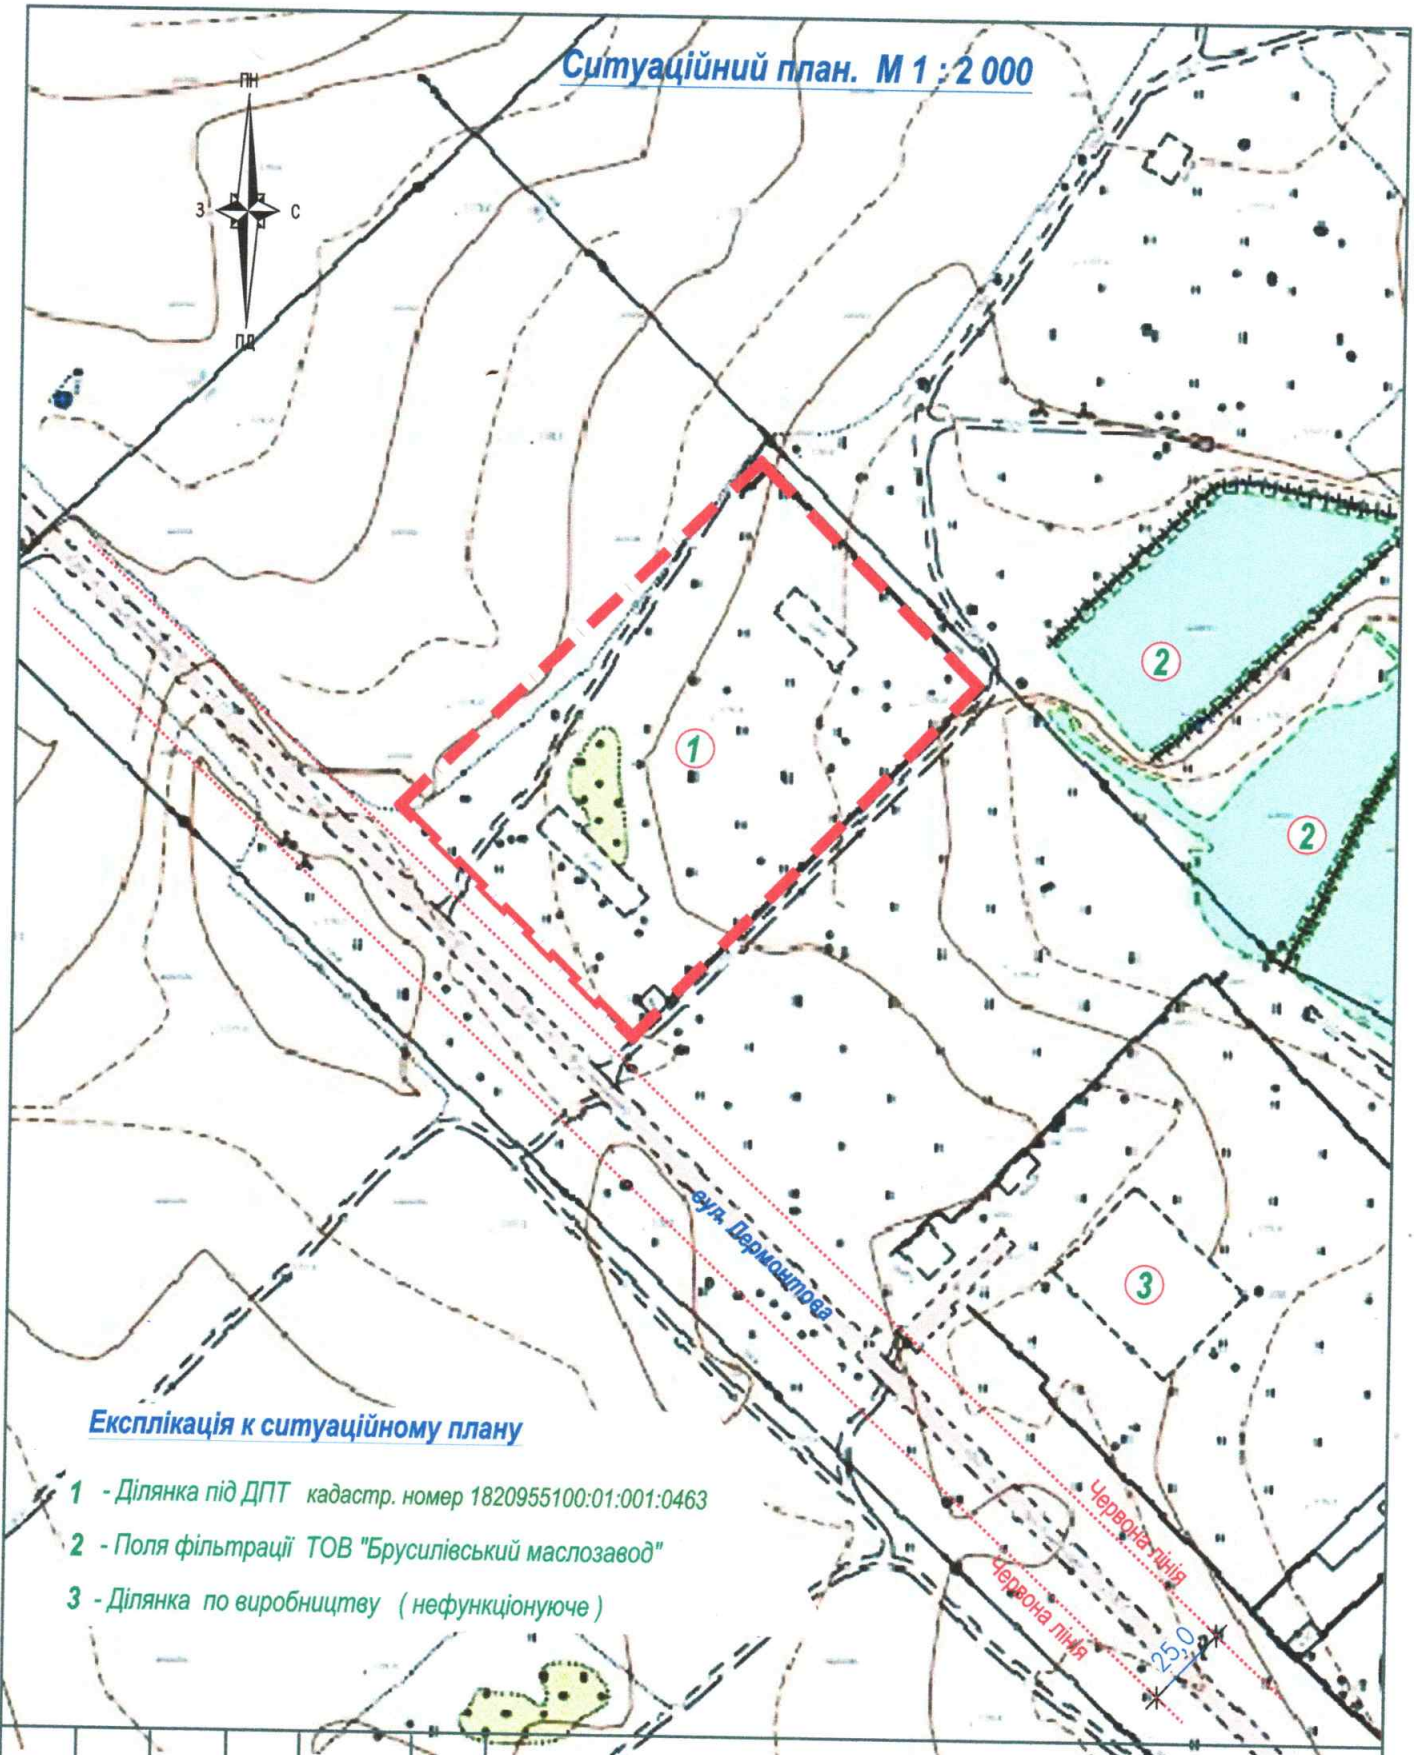 Ситуаційний план. М 1 : 2 000
ПН
З
С
ПД
1
2
2
3
вул. Лермонтова
Червона лінія
Червона лінія
25,0
Експлікація к ситуаційному плану
1 - Ділянка під ДПТ кадастр. номер 1820955100:01:001:0463
2 - Поля фільтрації ТОВ "Брусилівський маслозавод"
3 - Ділянка по виробництву ( нефункціонуюче )